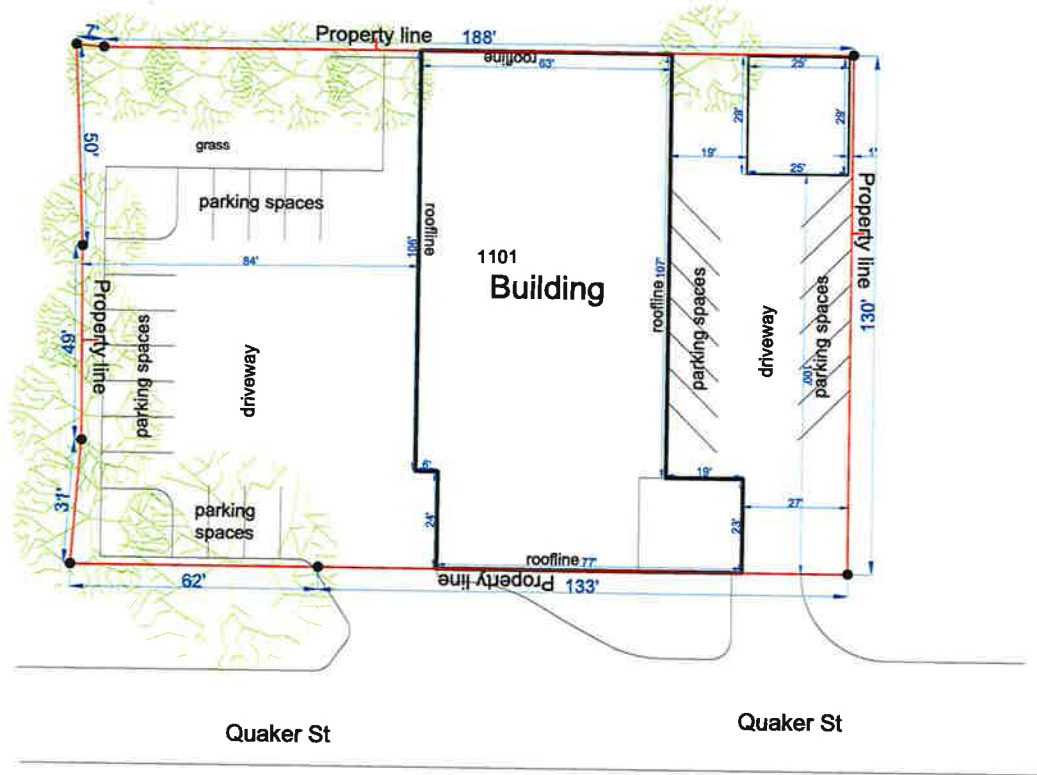 7'
Property line
188'
roofline
63'
25'
50'
grass
28'
29'
19'
25'
1'
parking spaces
roofline
106'
84'
1101
Building
roofline
107'
Property line
130'
49'
Property line
parking spaces
driveway
parking spaces
driveway
parking spaces
100'
31'
parking
spaces
6'
24'
19'
27'
23'
roofline
77'
62'
Property line
133'
Quaker St
Quaker St